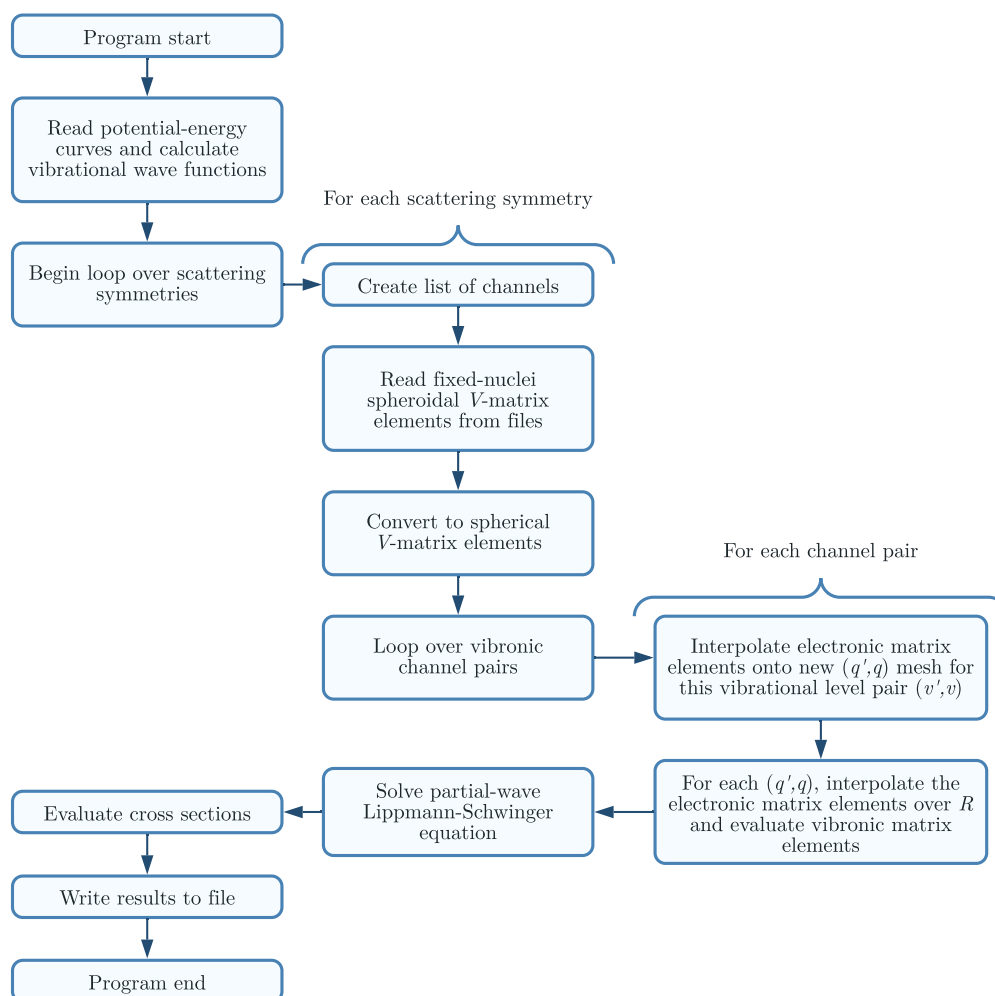 Program start
Read potential-energy
curves and calculate
vibrational wave functions
Begin loop over scattering
symmetries
For each scattering symmetry
Create list of channels
Read fixed-nuclei
spheroidal V-matrix
elements from files
Convert to spherical
V-matrix elements
Loop over vibronic
channel pairs
For each channel pair
Interpolate electronic matrix
elements onto new (q′,q) mesh for
this vibrational level pair (v′,v)
For each (q′,q), interpolate the
electronic matrix elements over R
and evaluate vibronic matrix
elements
Solve partial-wave
Lippmann-Schwinger
equation
Evaluate cross sections
Write results to file
Program end